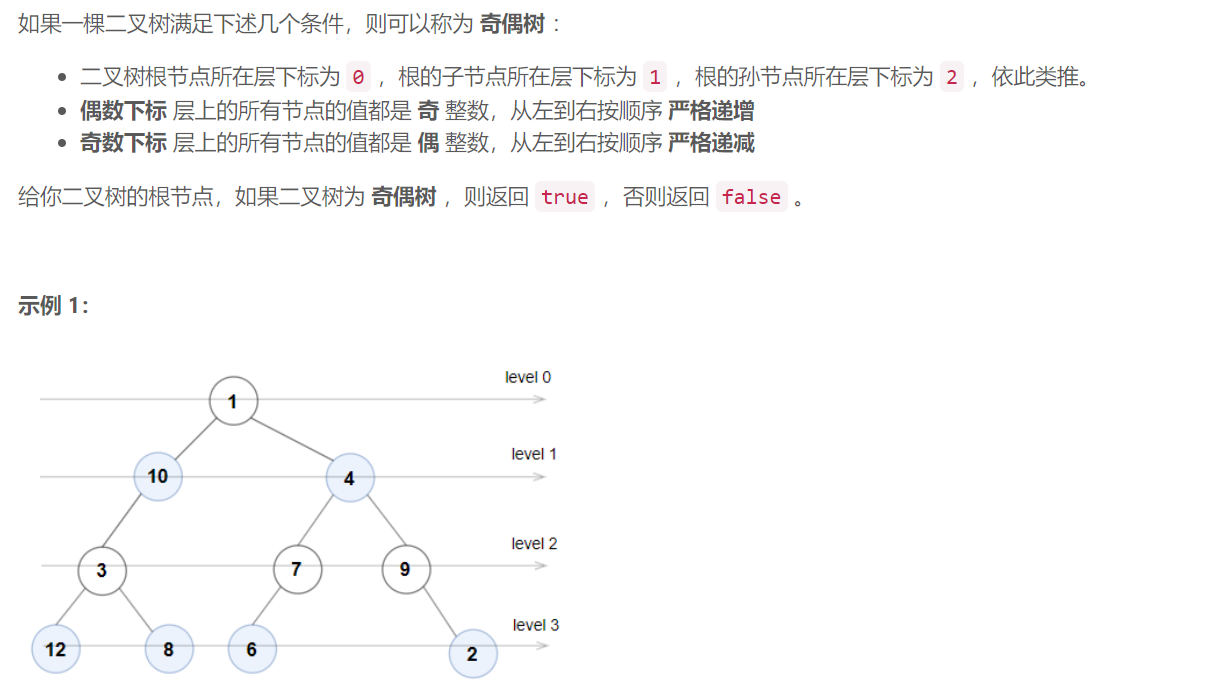 如果一棵二叉树满足下述几个条件，则可以称为 奇偶树 ：
二叉树根节点所在层下标为 0 ，根的子节点所在层下标为 1 ，根的孙节点所在层下标为 2 ，依此类推。
偶数下标 层上的所有节点的值都是 奇 整数，从左到右按顺序 严格递增
奇数下标 层上的所有节点的值都是 偶 整数，从左到右按顺序 严格递减
给你二叉树的根节点，如果二叉树为 奇偶树 ，则返回 true ，否则返回 false 。
示例 1：
level 0
1
level 1
10 4
level 2
3 7 9
level 3
12 8 6 2